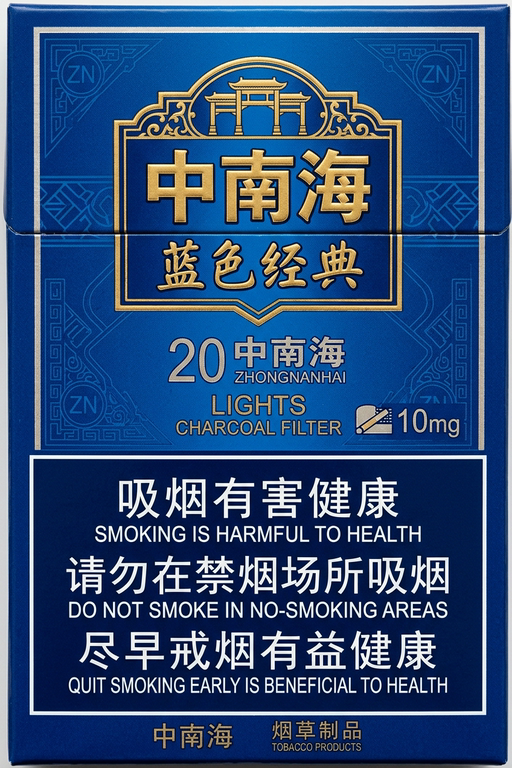 ZN ZN
中南海
蓝色经典
20 中南海
ZHONGNANHAI
ZN ZN
LIGHTS
CHARCOAL FILTER 10mg
吸烟有害健康
SMOKING IS HARMFUL TO HEALTH
请勿在禁烟场所吸烟
DO NOT SMOKE IN NO-SMOKING AREAS
尽早戒烟有益健康
QUIT SMOKING EARLY IS BENEFICIAL TO HEALTH
中南海 烟草制品
TOBACCO PRODUCTS